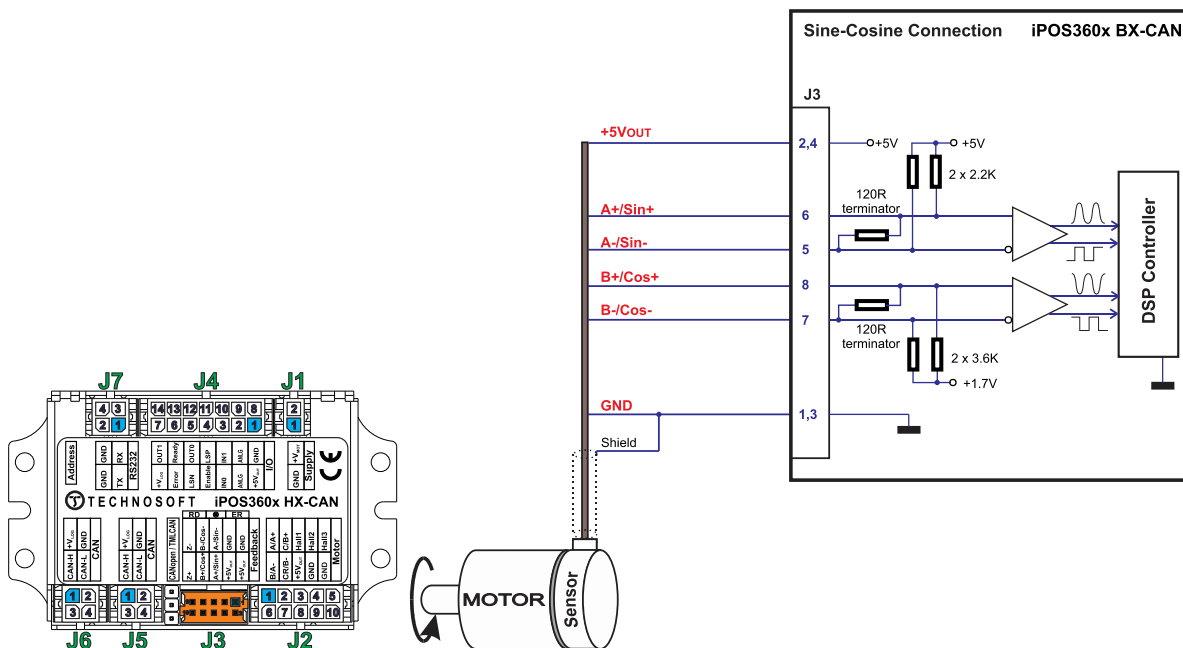 Sine-Cosine Connection iPOS360x BX-CAN
J3
+5VOUT
2,4
+5V
+5V
2 x 2.2K
120R
terminator
A+/Sin+
6
A-/Sin-
5
B+/Cos+
8
B-/Cos-
7
120R
terminator
2 x 3.6K
+1.7V
DSP Controller
GND
1,3
Shield
MOTOR
Sensor
J7
J4
J1
4 3
2 1
14 13 12 11 10 9 8
7 6 5 4 3 2 1
2
1
Address
GND GND
TX RX
RS232
+VLOG OUT1
Error Ready
LSN OUT0
Enable LSP
IN0 IN1
ANLG ANLG
+5VOUT GND
I/O
GND +VMOT
Supply
CE
TECHNOSOFT iPOS360x HX-CAN
CAN-H +VLOG
CAN-L GND
CAN
CAN-H +VLOG
CAN-L GND
CAN
CANopen / TMLCAN
RD ER
Z+ Z-
B+/Cos+ B-/Cos-
A+/Sin+ A-/Sin-
+5VOUT GND
+5VOUT GND
Feedback
B/A- A/A+
CR/B- C/B+
+5VOUT Hall1
GND Hall2
GND Hall3
Motor
1 2
3 4
1 2
3 4
1 2 3 4 5
6 7 8 9 10
J6
J5
J3
J2